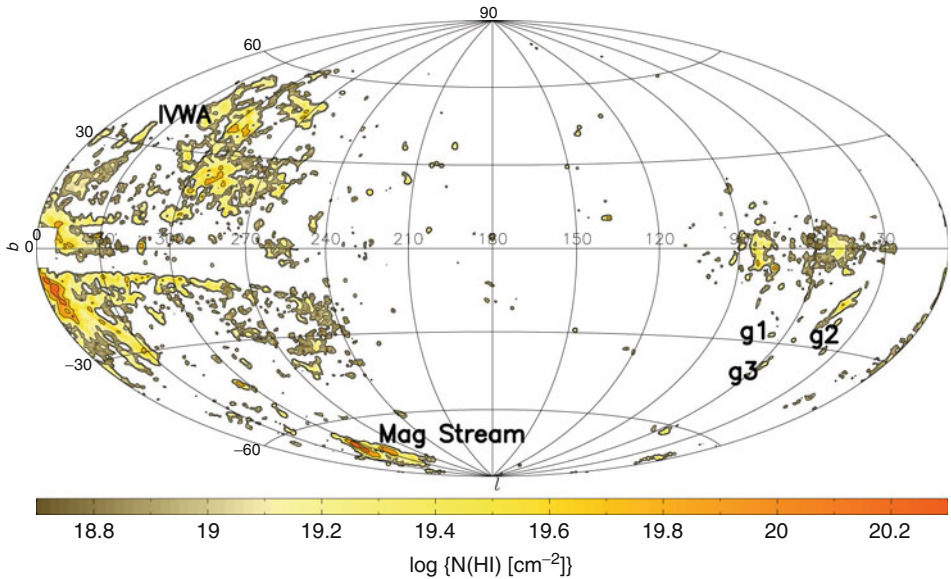 90
60
IVWA
30
0
b 0 300 270 240 210 180 150 120 90 30
g1 g2
−30
g3
Mag Stream
−60
l
18.8 19 19.2 19.4 19.6 19.8 20 20.2
log {N(HI) [cm⁻²]}